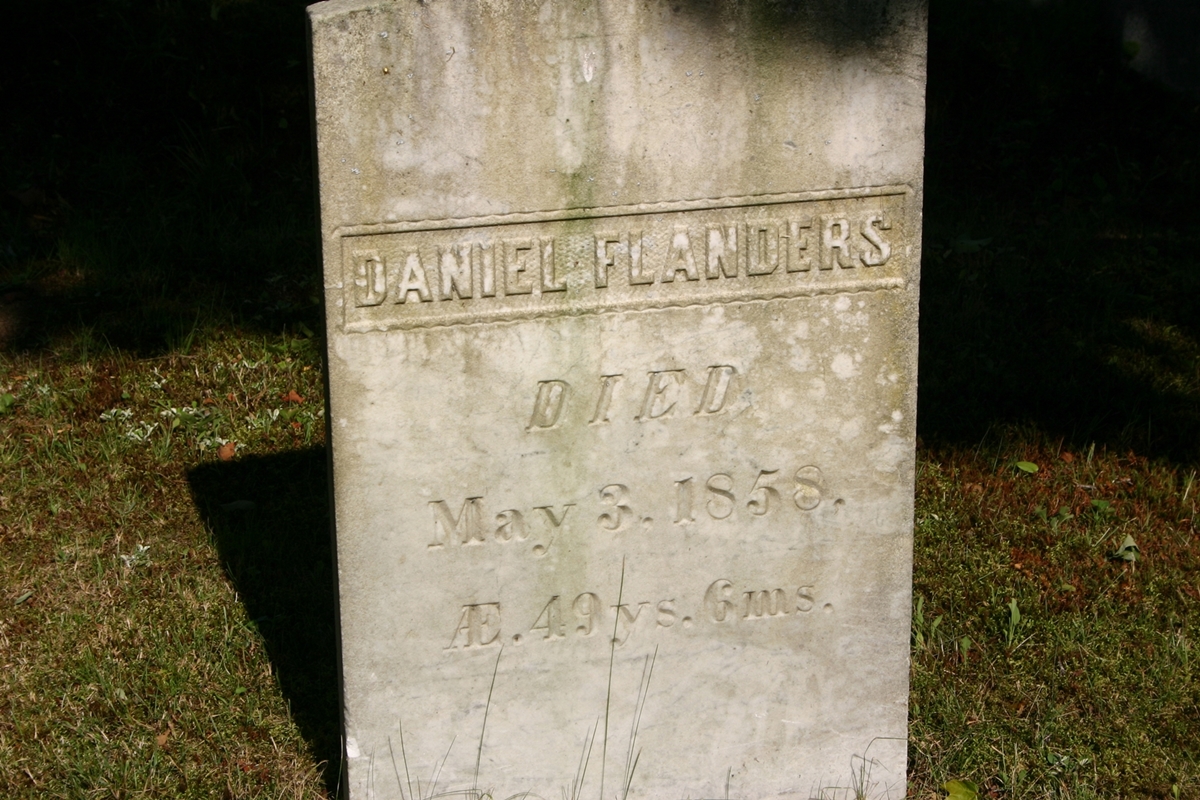 DANIEL FLANDERS
DIED
May 3. 1858.
Æ. 49 ys. 6 ms.